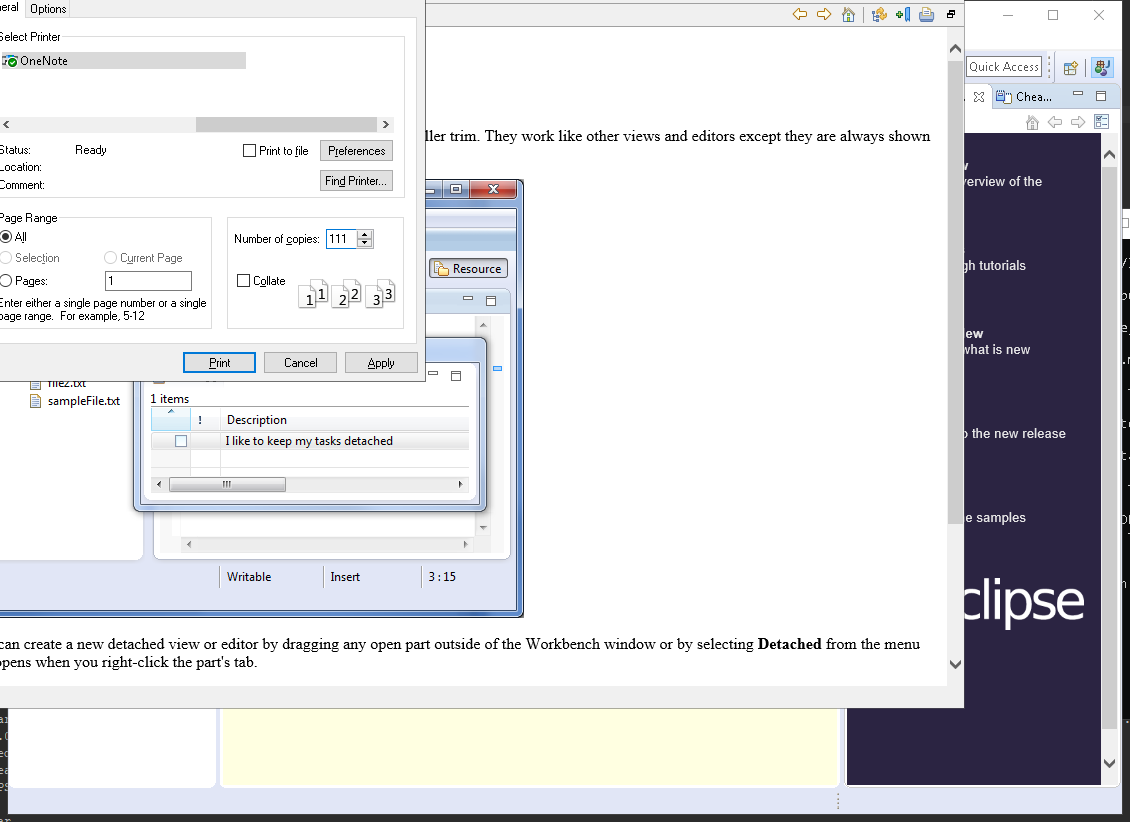 Options
Select Printer
OneNote
Status: Ready
Location:
Comment:
Print to file
Preferences
Find Printer...
Page Range
All
Selection
Current Page
Pages: 1
Enter either a single page number or a single
page range. For example, 5-12
Number of copies: 111
Collate
1 1 2 2 3 3
Print
Cancel
Apply
ller trim. They work like other views and editors except they are always shown
Resource
file2.txt
sampleFile.txt
1 items
! Description
I like to keep my tasks detached
Writable
Insert
3 : 15
can create a new detached view or editor by dragging any open part outside of the Workbench window or by selecting Detached from the menu
opens when you right-click the part's tab.
Quick Access
Chea...
verview of the
gh tutorials
ew
what is new
o the new release
e samples
clipse